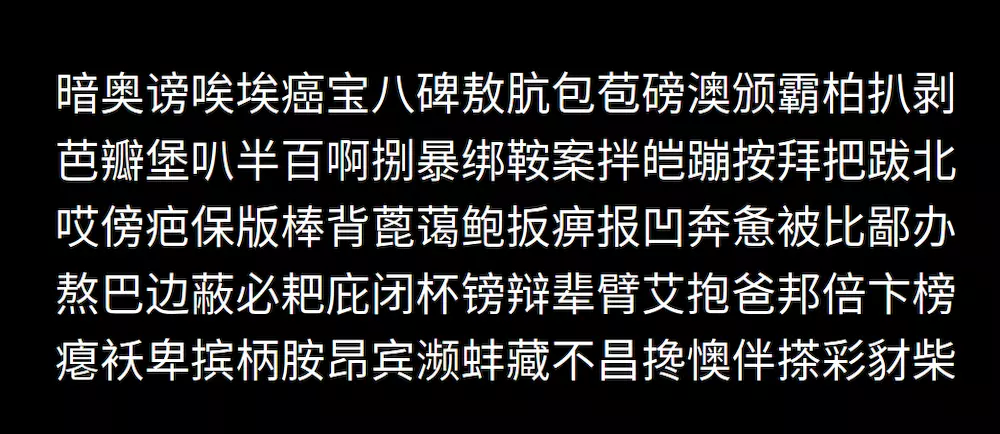 暗奥谤唉埃癌宝八碑敖肮包苞磅澳颁霸柏扒剥
芭瓣堡叭半百啊捌暴绑鞍案拌皑蹦按拜把跋北
哎傍疤保版棒背蓖蔼鲍扳痹报凹奔惫被比鄙办
熬巴边蔽必耙庇闭杯镑辩辈臂艾抱爸邦倍卞榜
瘪袄卑摈柄胺昂宾濒蚌藏不昌搀懊伴搽彩豺柴